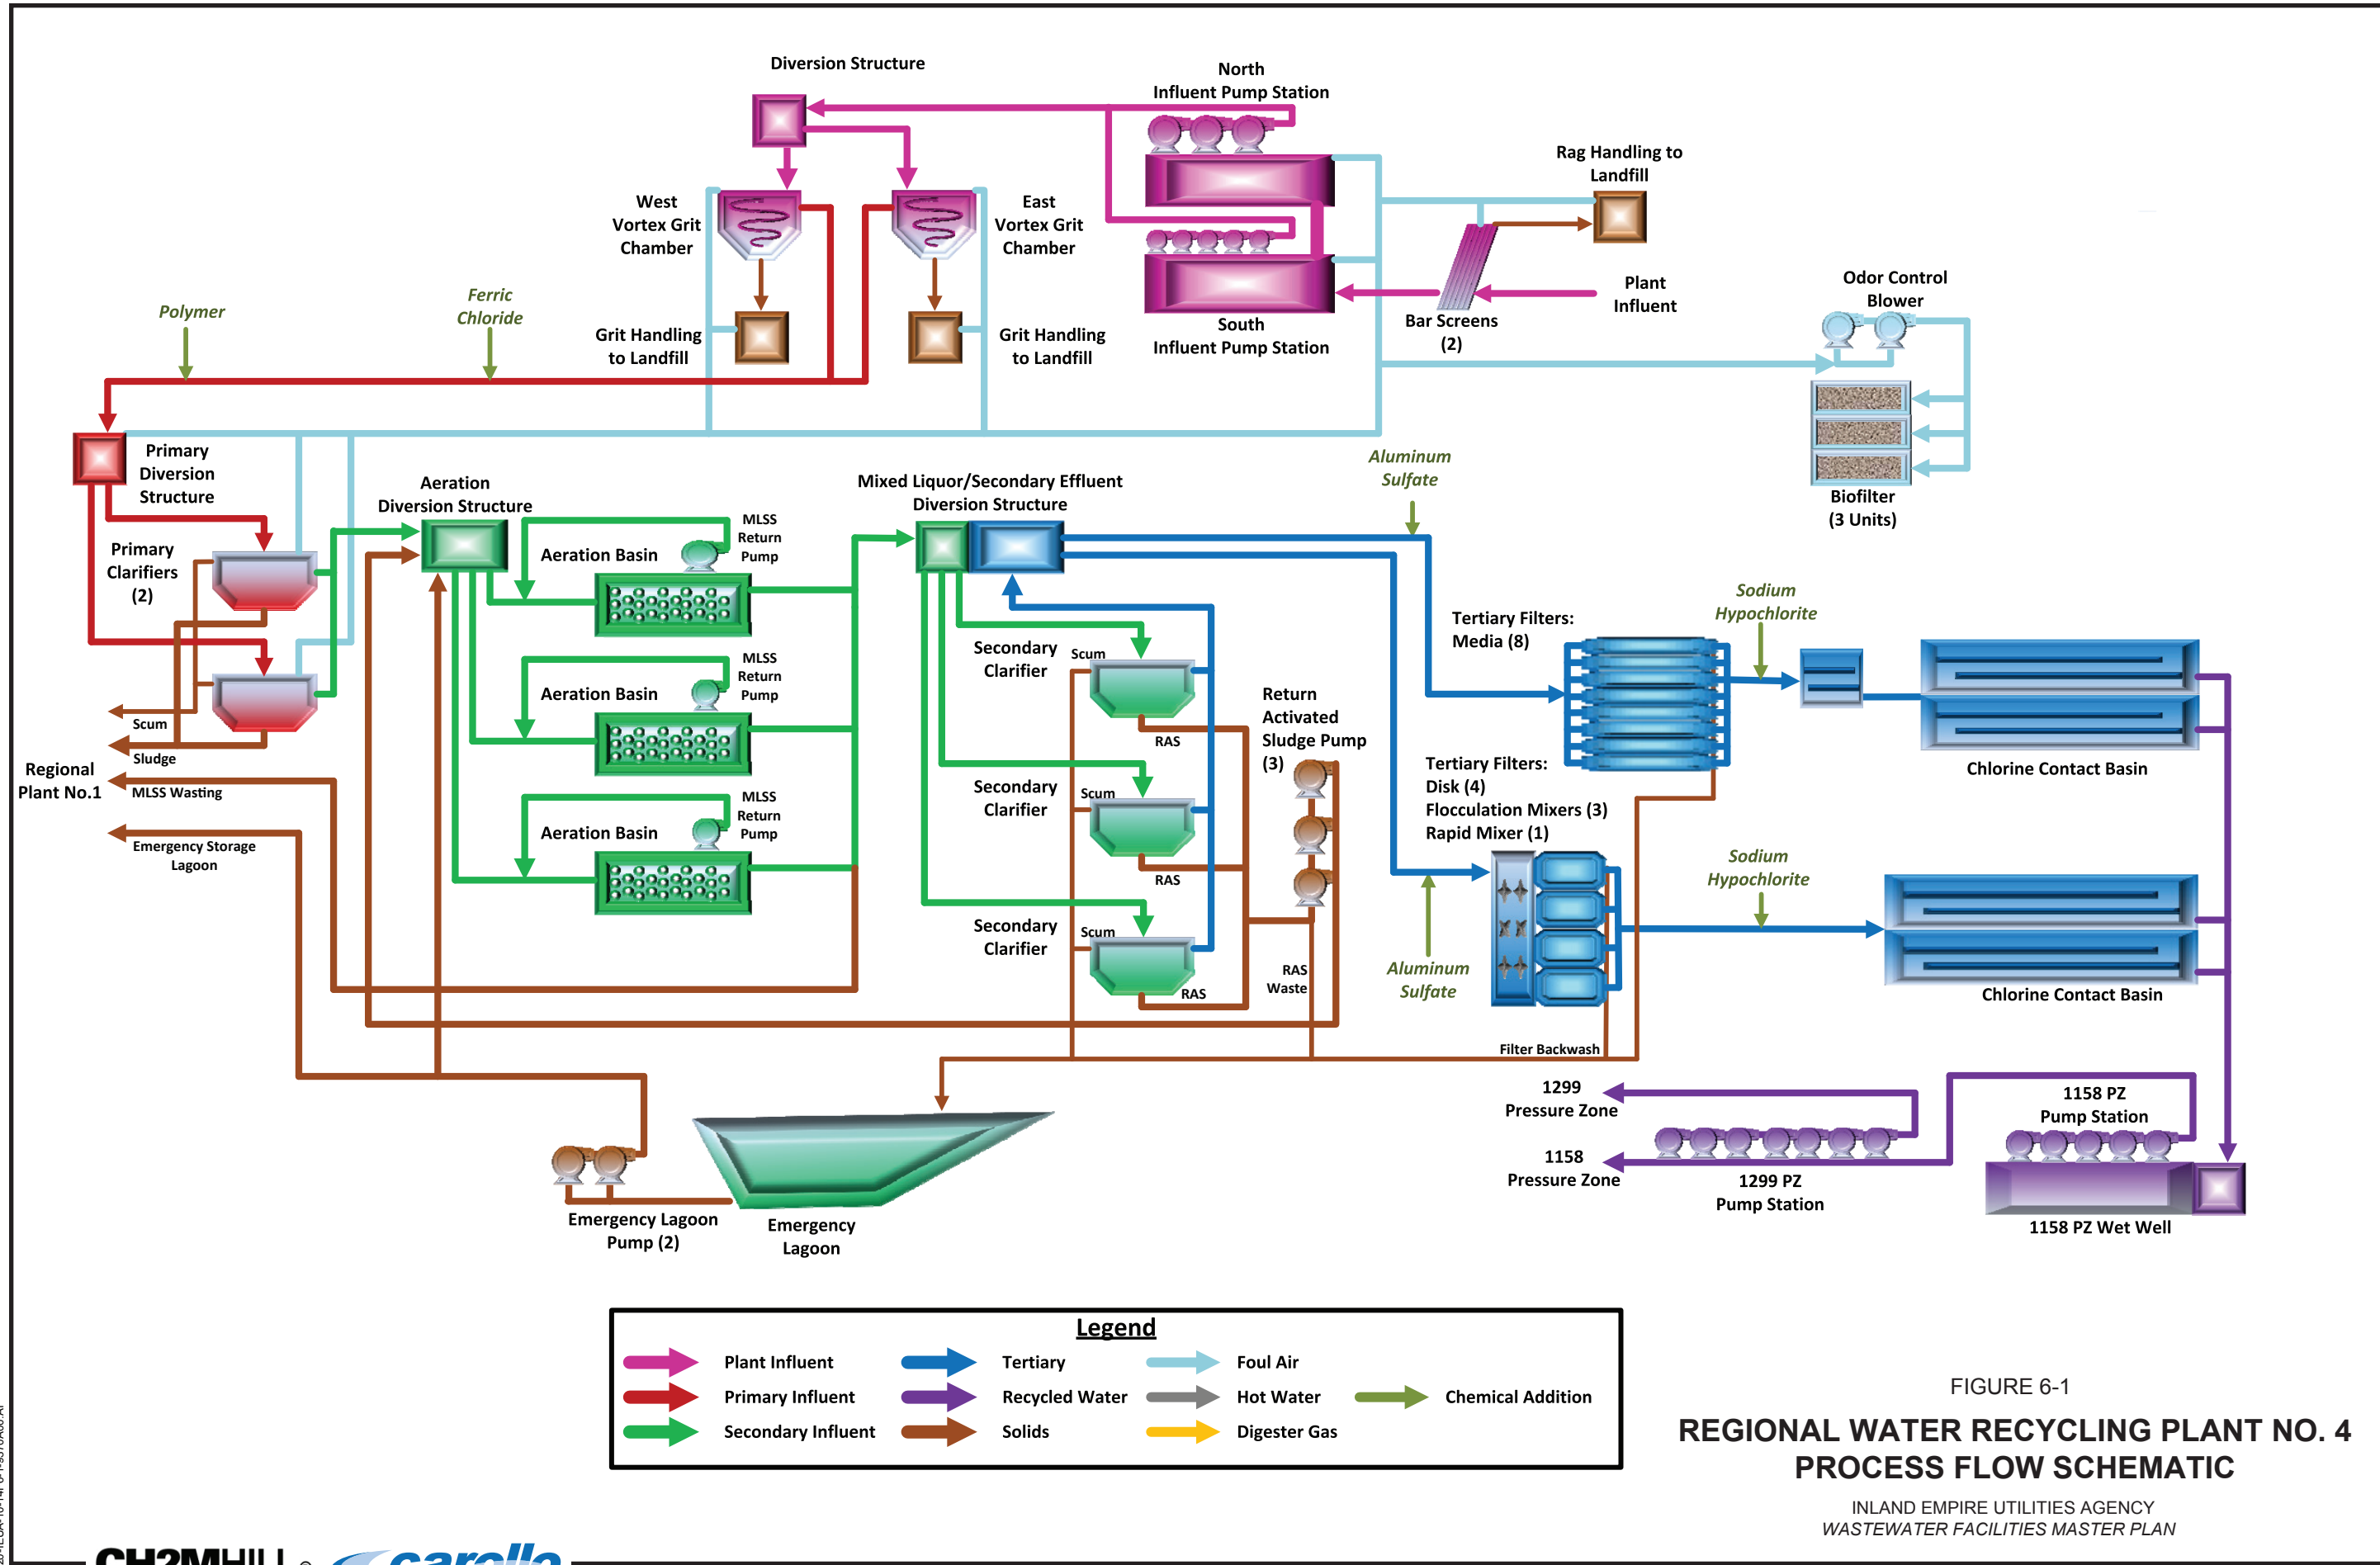 Diversion Structure
North
Influent Pump Station
Rag Handling to
Landfill
West
Vortex Grit
Chamber
East
Vortex Grit
Chamber
Plant
Influent
Odor Control
Blower
Polymer
Ferric
Chloride
Grit Handling
to Landfill
Grit Handling
to Landfill
South
Influent Pump Station
Bar Screens
(2)
Primary
Diversion
Structure
Aeration
Diversion Structure
Mixed Liquor/Secondary Effluent
Diversion Structure
Aluminum
Sulfate
Biofilter
(3 Units)
Primary
Clarifiers
(2)
Aeration Basin
MLSS
Return
Pump
Secondary
Clarifier
Scum
RAS
Tertiary Filters:
Media (8)
Sodium
Hypochlorite
Chlorine Contact Basin
Scum
Sludge
Regional
Plant No.1
MLSS Wasting
Emergency Storage
Lagoon
Aeration Basin
MLSS
Return
Pump
Secondary
Clarifier
Scum
RAS
Return
Activated
Sludge Pump
(3)
Tertiary Filters:
Disk (4)
Flocculation Mixers (3)
Rapid Mixer (1)
Aeration Basin
MLSS
Return
Pump
Secondary
Clarifier
Scum
RAS
RAS
Waste
Aluminum
Sulfate
Sodium
Hypochlorite
Chlorine Contact Basin
Filter Backwash
1299
Pressure Zone
1158
Pressure Zone
1299 PZ
Pump Station
1158 PZ
Pump Station
1158 PZ Wet Well
Emergency Lagoon
Pump (2)
Emergency
Lagoon
Legend
Plant Influent
Primary Influent
Secondary Influent
Tertiary
Recycled Water
Solids
Foul Air
Hot Water
Digester Gas
Chemical Addition
FIGURE 6-1
REGIONAL WATER RECYCLING PLANT NO. 4
PROCESS FLOW SCHEMATIC
INLAND EMPIRE UTILITIES AGENCY
WASTEWATER FACILITIES MASTER PLAN
CH2MHILL
carollo